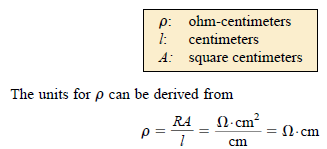 ρ: ohm-centimeters
l: centimeters
A: square centimeters
The units for ρ can be derived from
ρ = RA/l = Ω·cm²/cm = Ω·cm